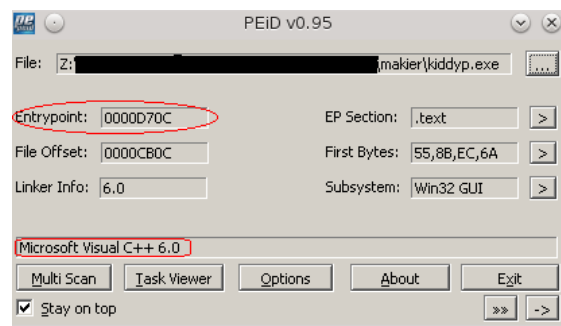 PEiD v0.95
File: Z:\makier\kiddyp.exe ...
Entrypoint: 0000D70C EP Section: .text >
File Offset: 0000CB0C First Bytes: 55,8B,EC,6A >
Linker Info: 6.0 Subsystem: Win32 GUI >
Microsoft Visual C++ 6.0
Multi Scan Task Viewer Options About Exit
Stay on top »» ->